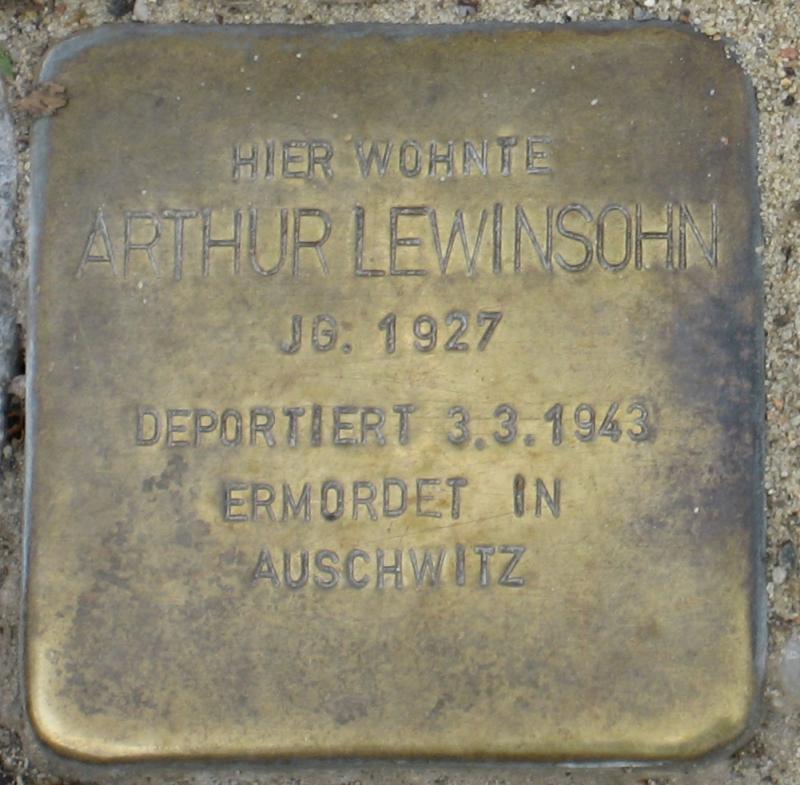 HIER WOHNTE
ARTHUR LEWINSOHN
JG. 1927
DEPORTIERT 3.3.1943
ERMORDET IN
AUSCHWITZ